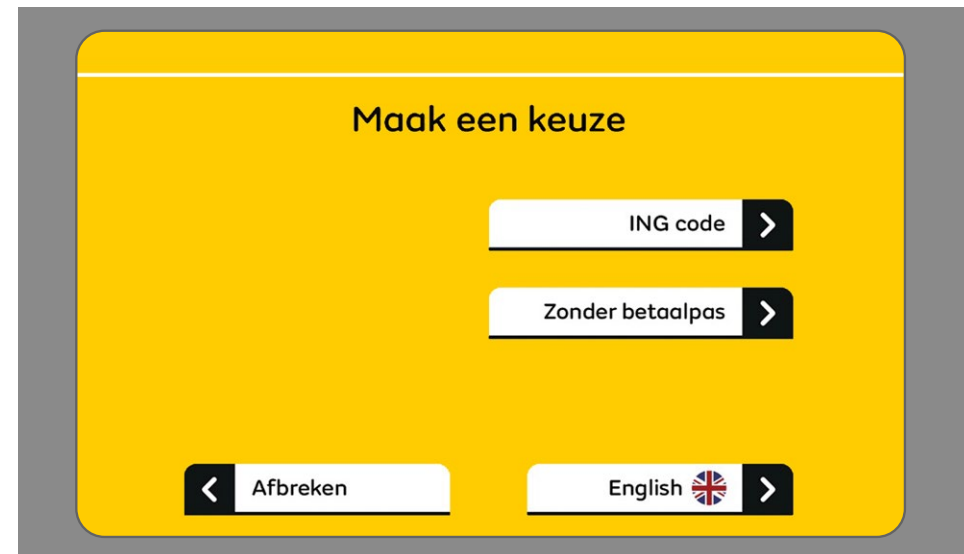 Maak een keuze
ING code
Zonder betaalpas
Afbreken
English